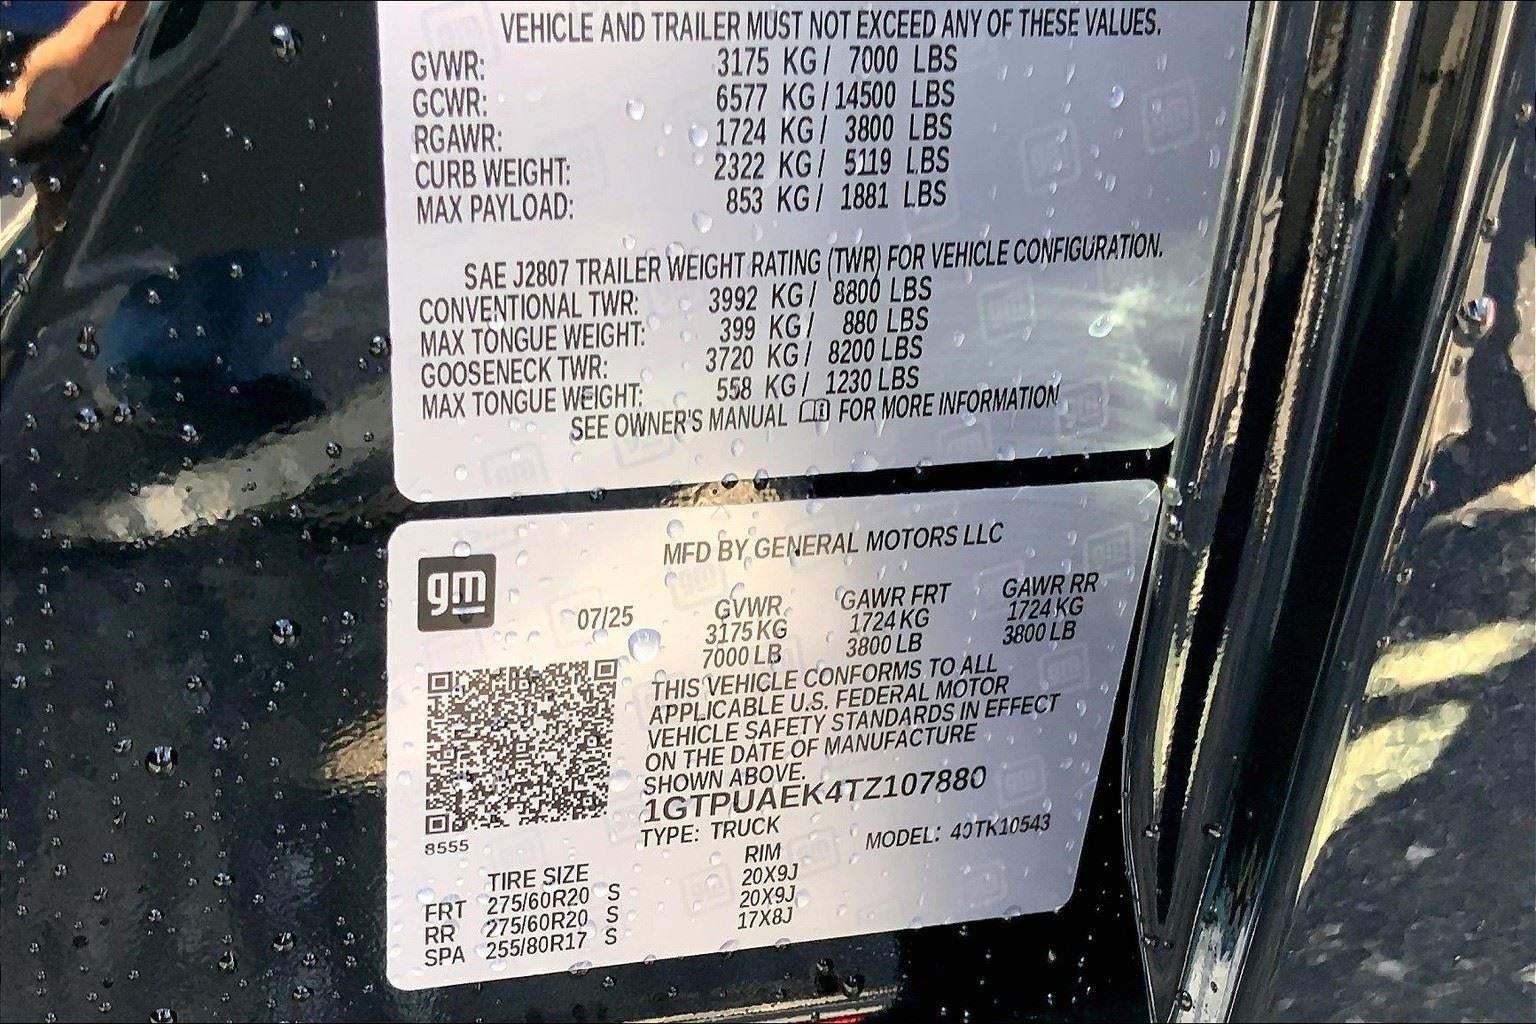 VEHICLE AND TRAILER MUST NOT EXCEED ANY OF THESE VALUES.
GVWR: 3175 KG / 7000 LBS
GCWR: 6577 KG / 14500 LBS
RGAWR: 1724 KG / 3800 LBS
CURB WEIGHT: 2322 KG / 5119 LBS
MAX PAYLOAD: 853 KG / 1881 LBS
SAE J2807 TRAILER WEIGHT RATING (TWR) FOR VEHICLE CONFIGURATION.
CONVENTIONAL TWR: 3992 KG / 8800 LBS
MAX TONGUE WEIGHT: 399 KG / 880 LBS
GOOSENECK TWR: 3720 KG / 8200 LBS
MAX TONGUE WEIGHT: 558 KG / 1230 LBS
SEE OWNER'S MANUAL FOR MORE INFORMATION
MFD BY GENERAL MOTORS LLC
gm
07/25 GVWR GAWR FRT GAWR RR
3175 KG 1724 KG 1724 KG
7000 LB 3800 LB 3800 LB
THIS VEHICLE CONFORMS TO ALL
APPLICABLE U.S. FEDERAL MOTOR
VEHICLE SAFETY STANDARDS IN EFFECT
ON THE DATE OF MANUFACTURE
SHOWN ABOVE.
1GTPUAEK4TZ107880
TYPE: TRUCK MODEL: 40TK10543
8555
TIRE SIZE RIM
FRT 275/60R20 S 20X9J
RR 275/60R20 S 20X9J
SPA 255/80R17 S 17X8J